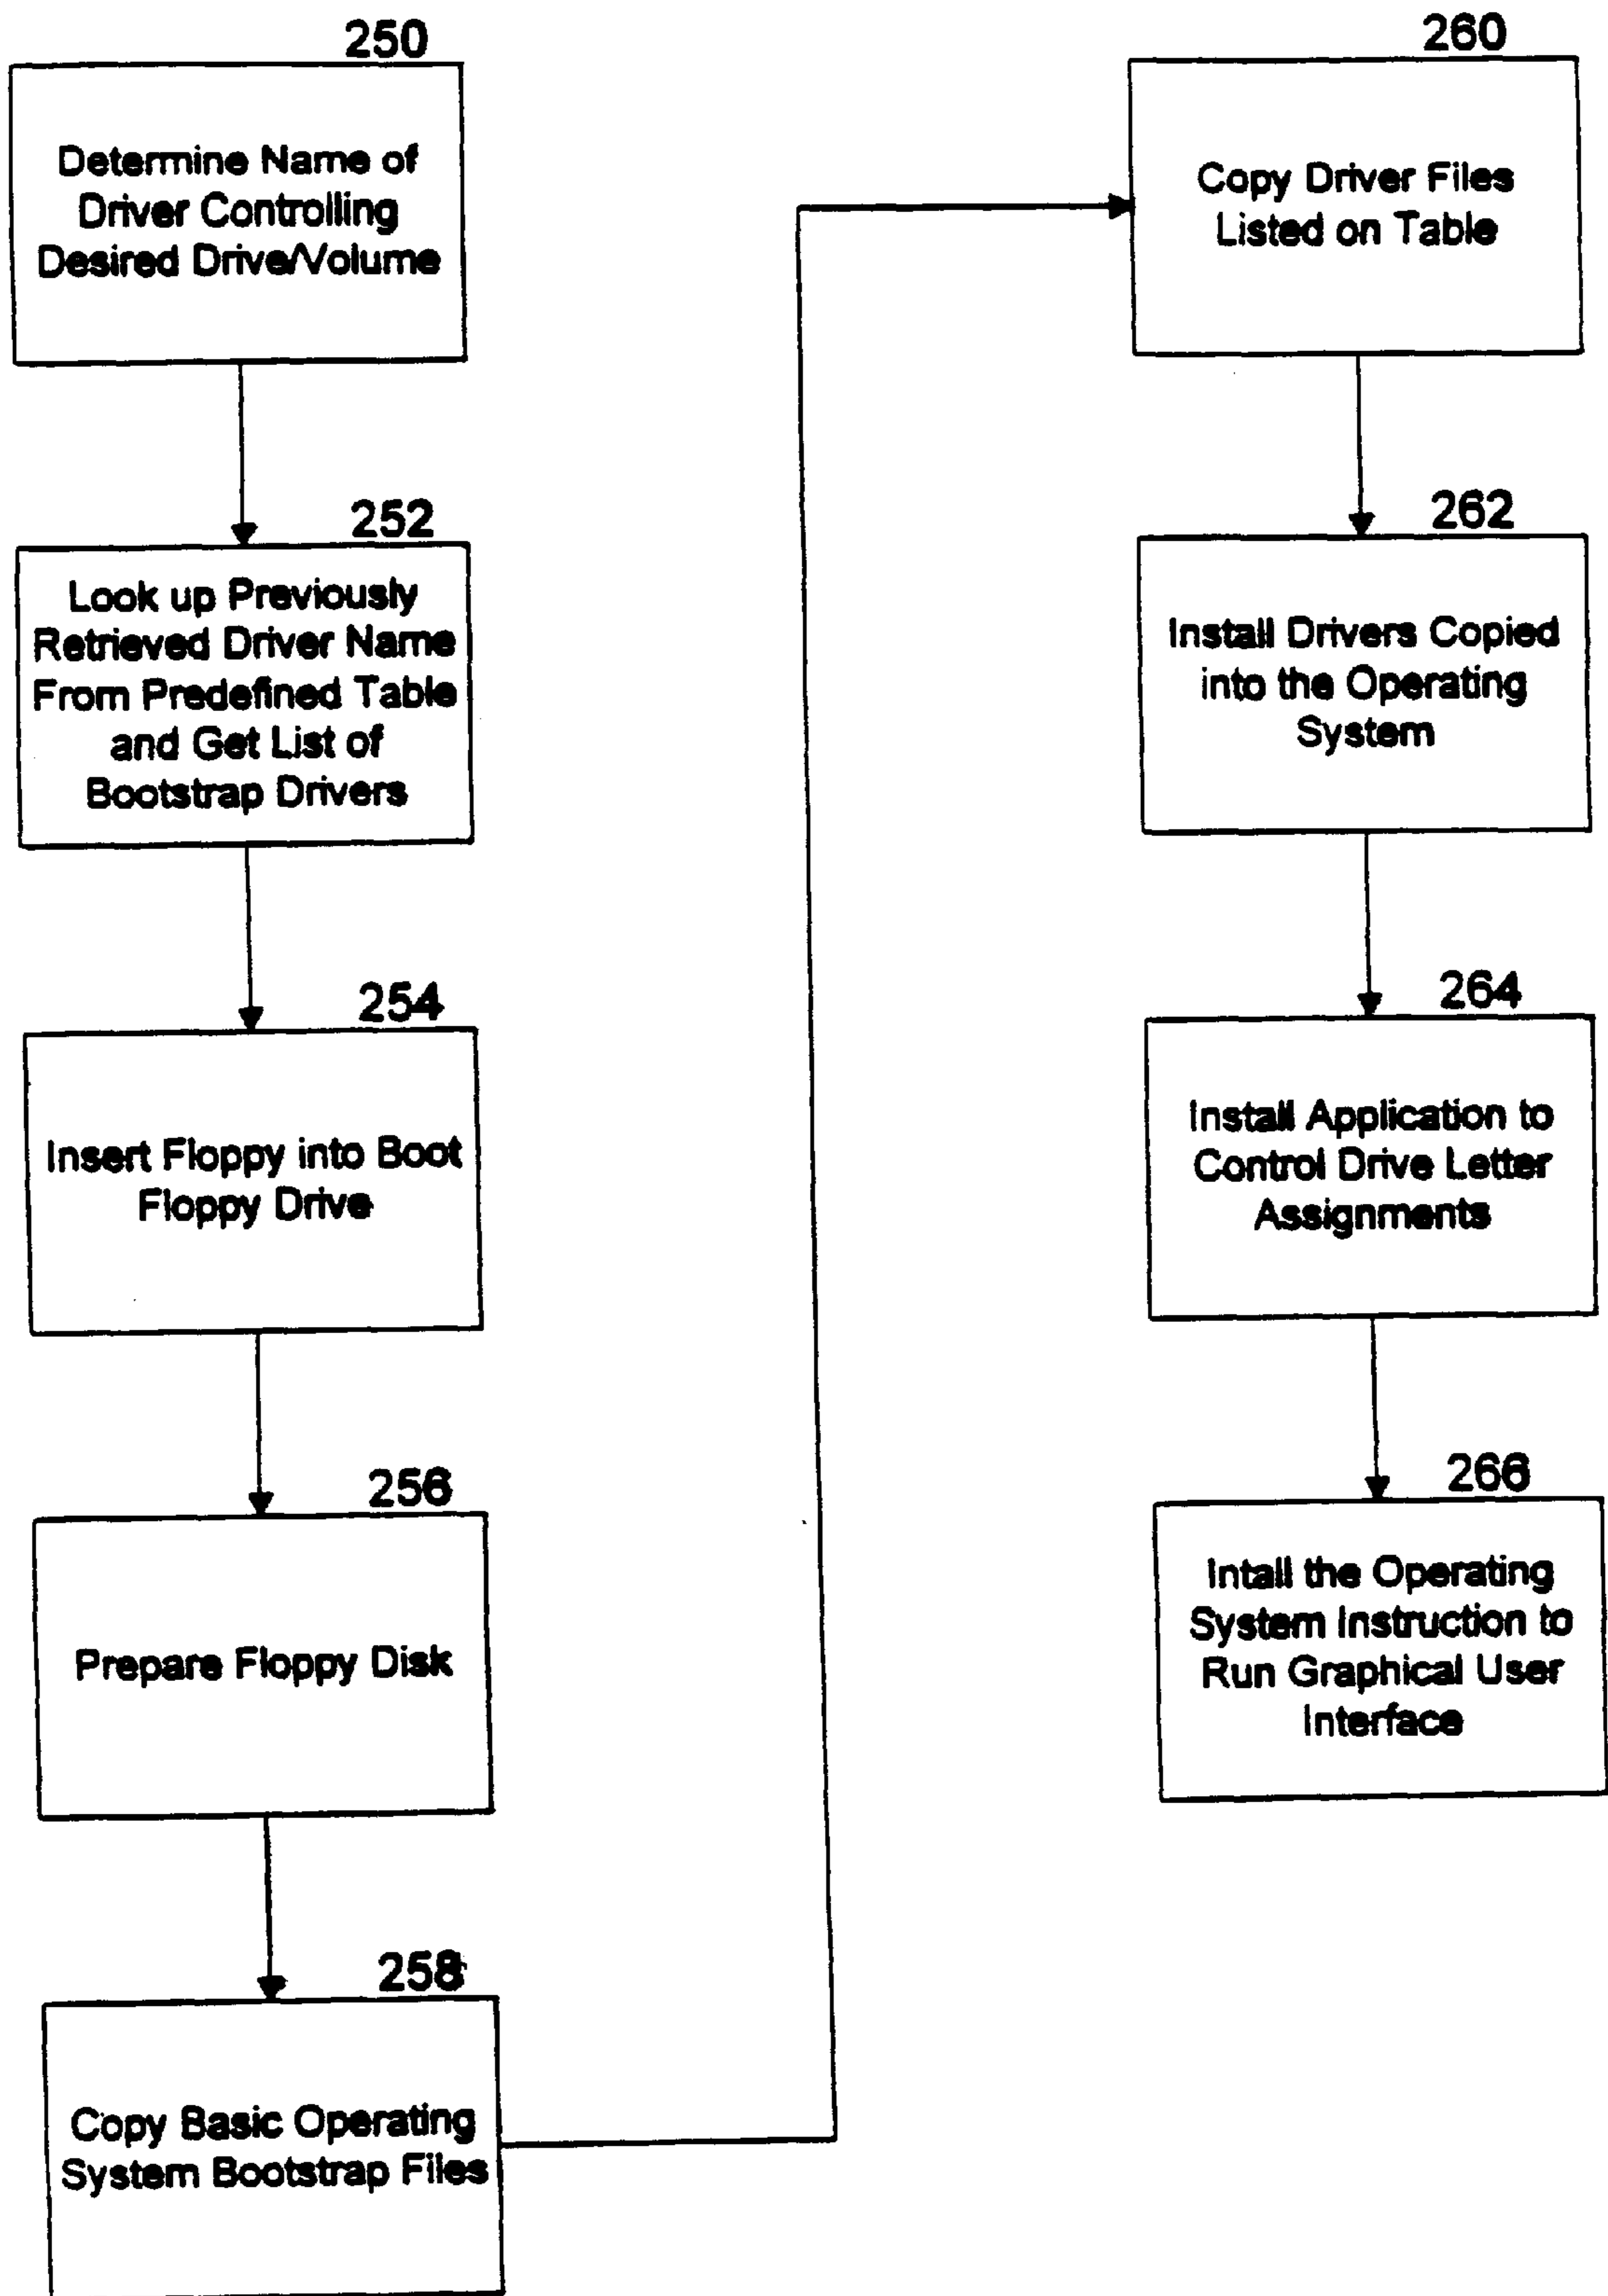 250
Determine Name of
Driver Controlling
Desired Drive/Volume
252
Look up Previously
Retrieved Driver Name
From Predefined Table
and Get List of
Bootstrap Drivers
254
Insert Floppy into Boot
Floppy Drive
256
Prepare Floppy Disk
258
Copy Basic Operating
System Bootstrap Files
260
Copy Driver Files
Listed on Table
262
Install Drivers Copied
into the Operating
System
264
Install Application to
Control Drive Letter
Assignments
266
Intall the Operating
System Instruction to
Run Graphical User
Interface